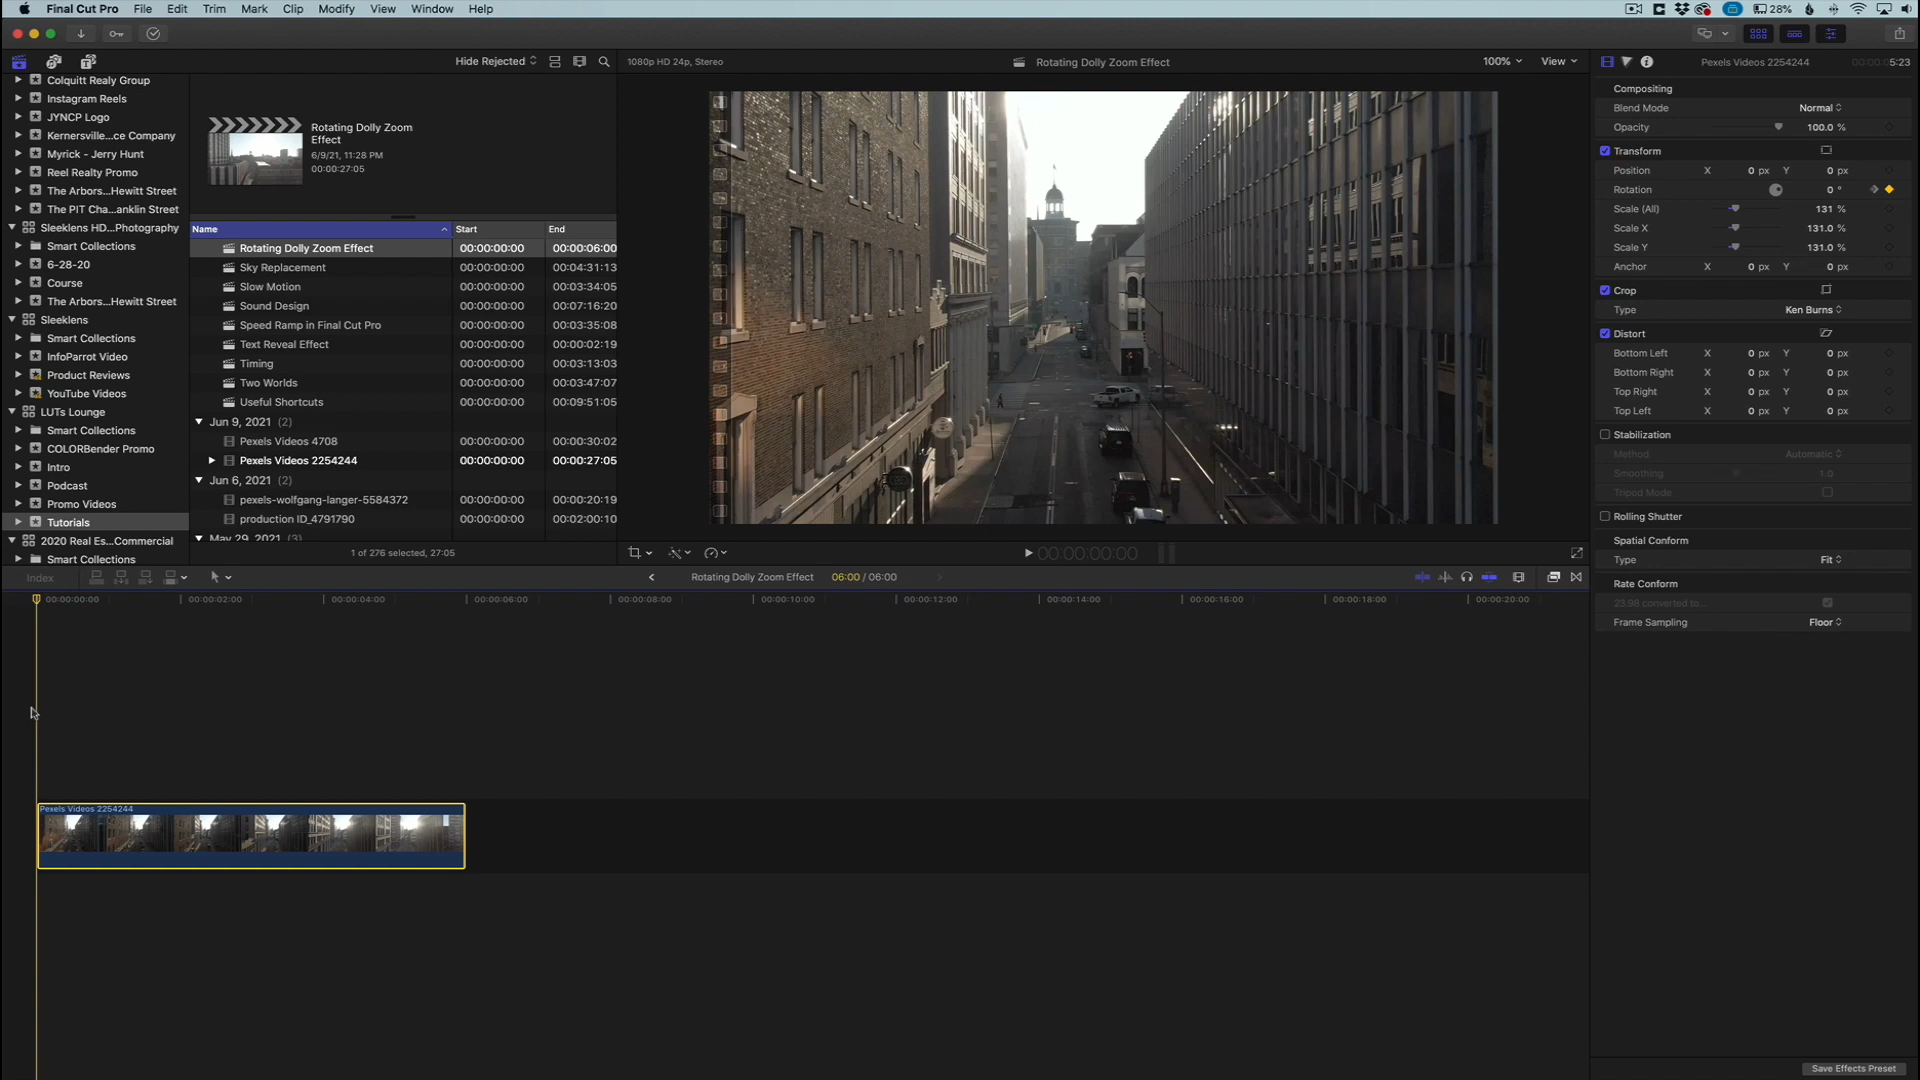 Final Cut Pro File Edit Trim Mark Clip Modify View Window Help 28%
Hide Rejected 1080p HD 24p, Stereo Rotating Dolly Zoom Effect 100% View Pexels Videos 2254244 5:23
Colquitt Realy Group
Instagram Reels
JYNCP Logo
Kernersville...ce Company
Myrick - Jerry Hunt
Reel Realty Promo
The Arbors...Hewitt Street
The PIT Cha...anklin Street
Sleeklens HD...Photography
Smart Collections
6-28-20
Course
The Arbors...Hewitt Street
Sleeklens
Smart Collections
InfoParrot Video
Product Reviews
YouTube Videos
LUTs Lounge
Smart Collections
COLORBender Promo
Intro
Podcast
Promo Videos
Tutorials
2020 Real Es...Commercial
Smart Collections
Rotating Dolly Zoom
Effect
6/9/21, 11:28 PM
00:00:27:05
Name Start End
Rotating Dolly Zoom Effect 00:00:00:00 00:00:06:00
Sky Replacement 00:00:00:00 00:04:31:13
Slow Motion 00:00:00:00 00:03:34:05
Sound Design 00:00:00:00 00:07:16:20
Speed Ramp in Final Cut Pro 00:00:00:00 00:03:35:08
Text Reveal Effect 00:00:00:00 00:02:19
Timing 00:00:00:00 00:03:13:03
Two Worlds 00:00:00:00 00:03:47:07
Useful Shortcuts 00:00:00:00 00:09:51:05
Jun 9, 2021 (2)
Pexels Videos 4708 00:00:00:00 00:00:30:02
Pexels Videos 2254244 00:00:00:00 00:00:27:05
Jun 6, 2021 (2)
pexels-wolfgang-langer-5584372 00:00:00:00 00:00:20:19
production ID_4791790 00:00:00:00 00:02:00:10
May 29, 2021 (3)
1 of 276 selected, 27:05
00:00:00:00
Compositing
Blend Mode Normal
Opacity 100.0 %
Transform
Position X 0 px Y 0 px
Rotation 0 °
Scale (All) 131 %
Scale X 131.0 %
Scale Y 131.0 %
Anchor X 0 px Y 0 px
Crop
Type Ken Burns
Distort
Bottom Left X 0 px Y 0 px
Bottom Right X 0 px Y 0 px
Top Right X 0 px Y 0 px
Top Left X 0 px Y 0 px
Stabilization
Method Automatic
Smoothing 1.0
Tripod Mode
Rolling Shutter
Spatial Conform
Type Fit
Rate Conform
23.98 converted to...
Frame Sampling Floor
Index Rotating Dolly Zoom Effect 06:00 / 06:00
00:00:00:00 00:00:02:00 00:00:04:00 00:00:06:00 00:00:08:00 00:00:10:00 00:00:12:00 00:00:14:00 00:00:16:00 00:00:18:00 00:00:20:00
Pexels Videos 2254244
Save Effects Preset